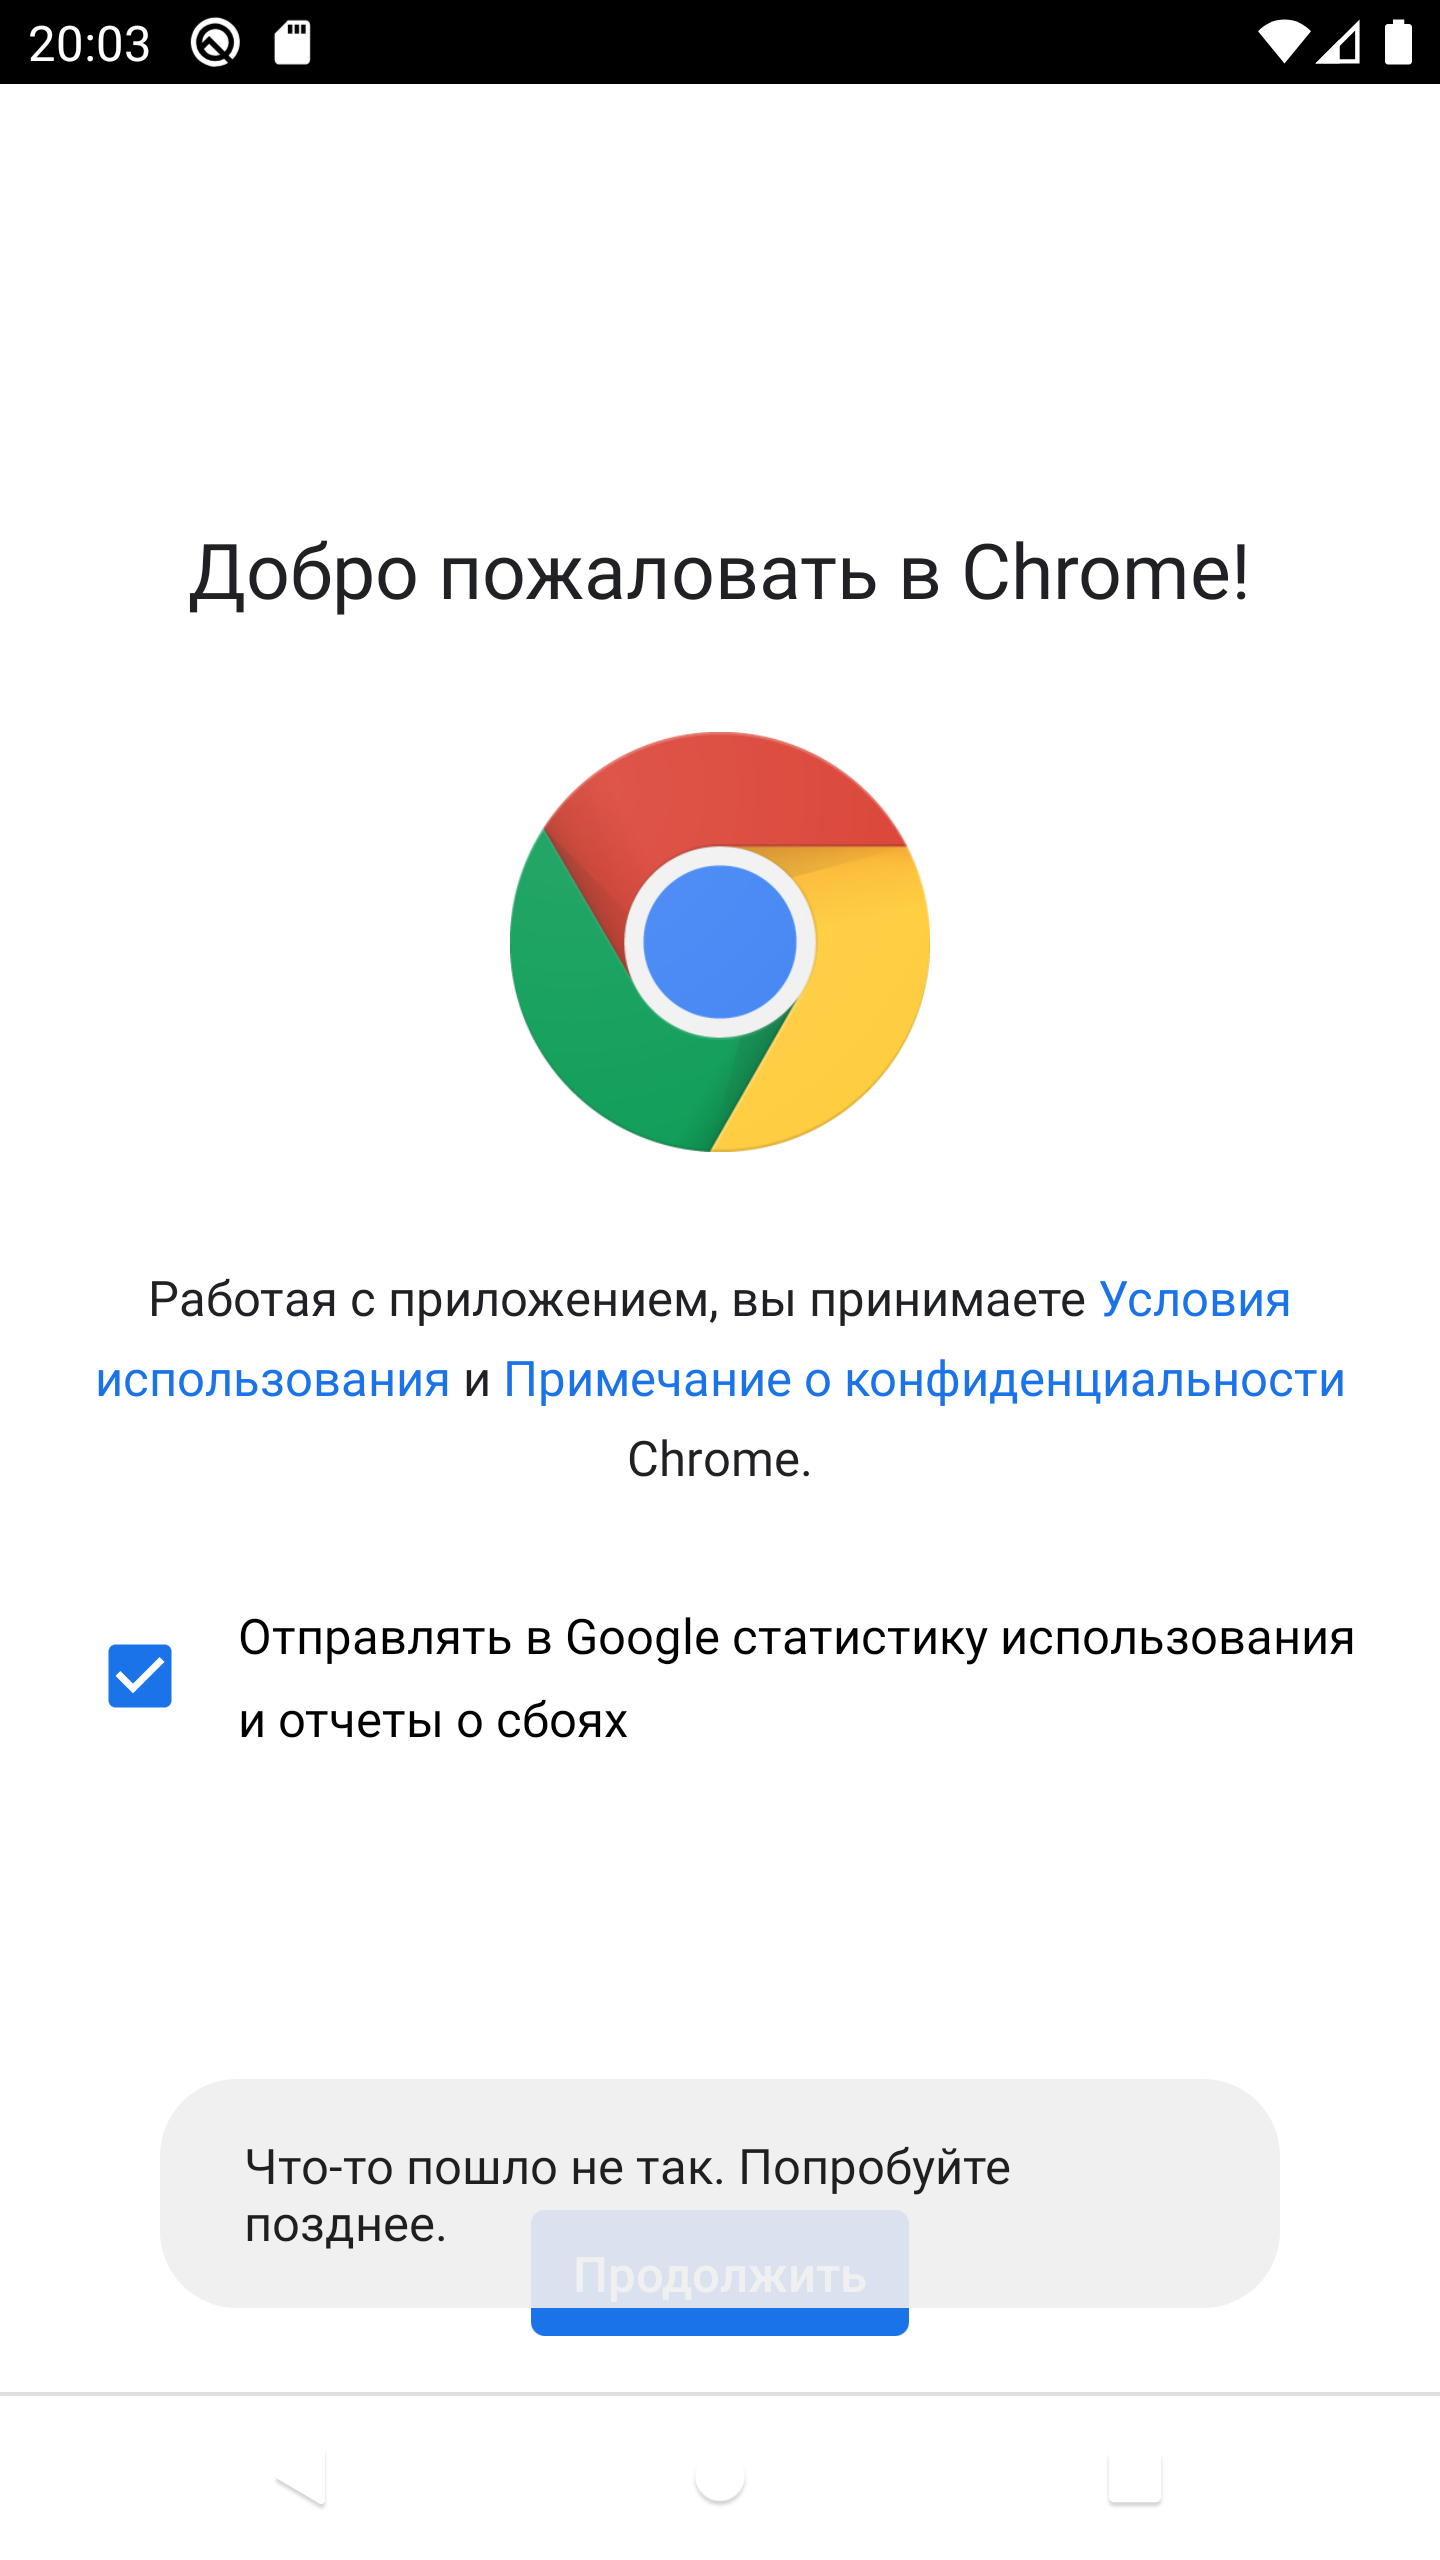 20:03
Добро пожаловать в Chrome!
Работая с приложением, вы принимаете Условия
использования и Примечание о конфиденциальности
Chrome.
Отправлять в Google статистику использования
и отчеты о сбоях
Что-то пошло не так. Попробуйте
позднее.
Продолжить